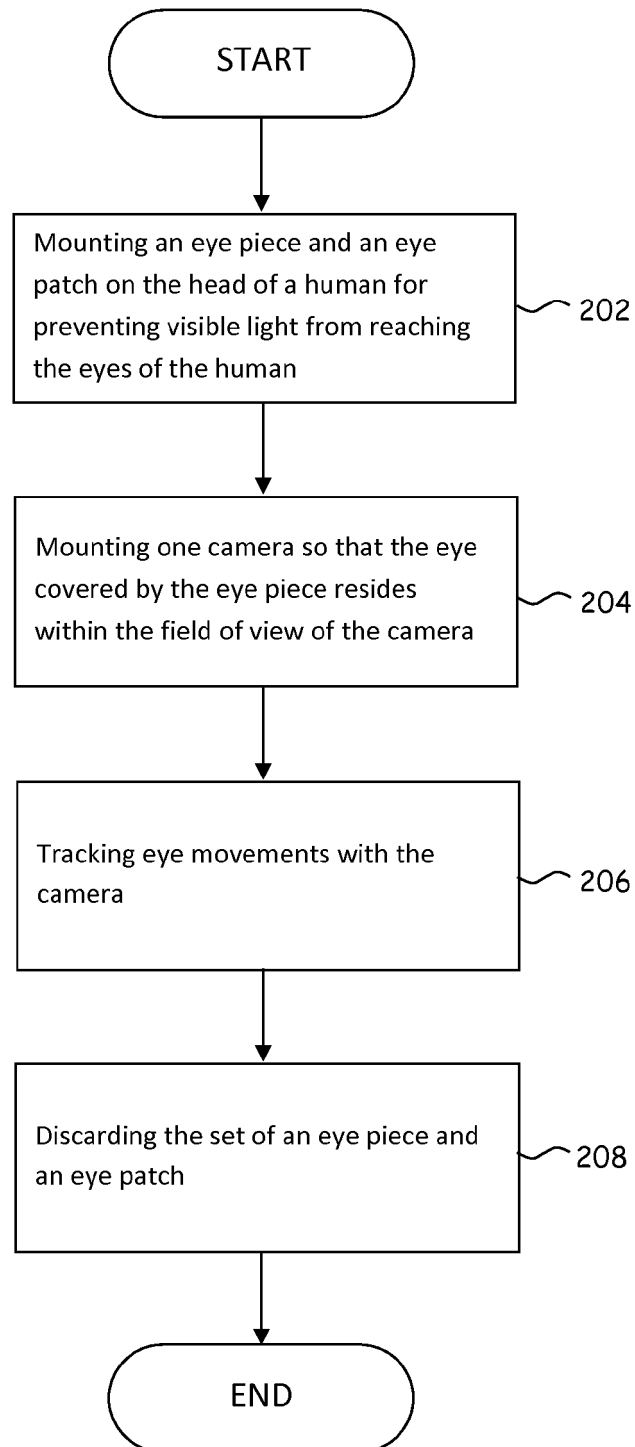 START
Mounting an eye piece and an eye
patch on the head of a human for
preventing visible light from reaching
the eyes of the human
202
Mounting one camera so that the eye
covered by the eye piece resides
within the field of view of the camera
204
Tracking eye movements with the
camera
206
Discarding the set of an eye piece and
an eye patch
208
END